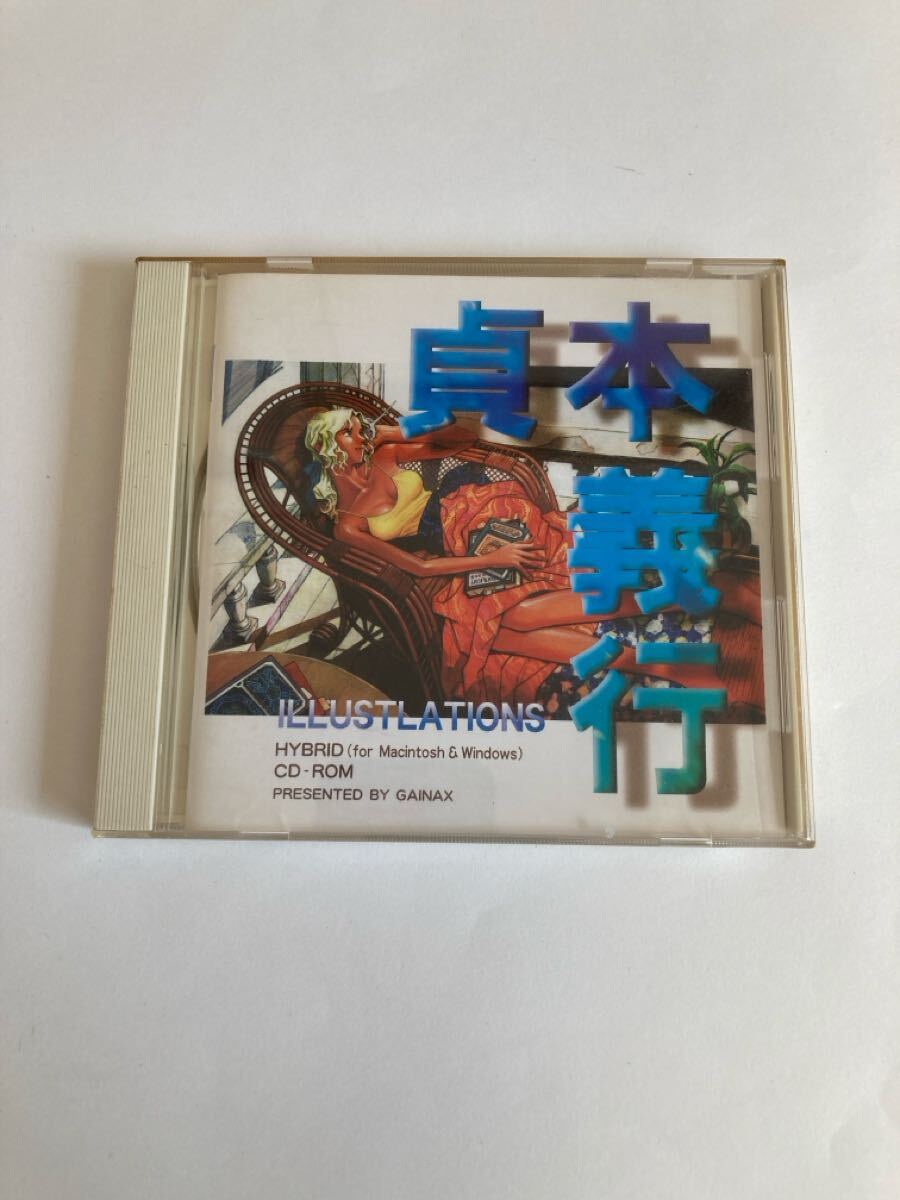 貞本義行
ILLUSTLATIONS
HYBRID (for Macintosh & Windows)
CD-ROM
PRESENTED BY GAINAX